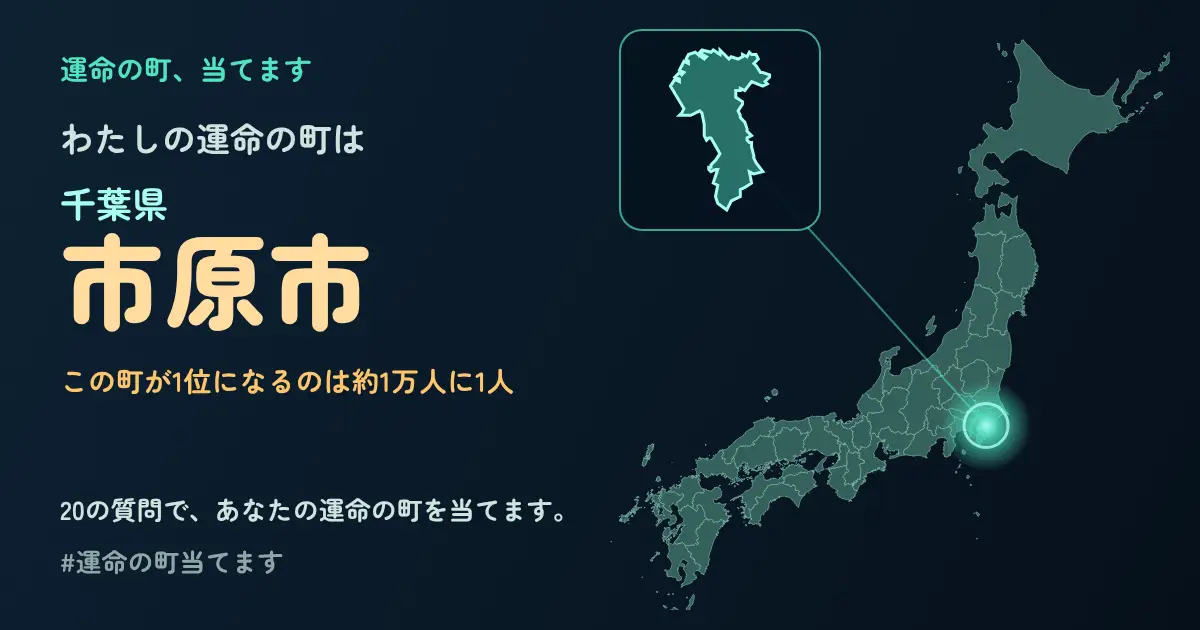 運命の町、当てます
わたしの運命の町は
千葉県
市原市
この町が1位になるのは約1万人に1人
20の質問で、あなたの運命の町を当てます。
#運命の町当てます